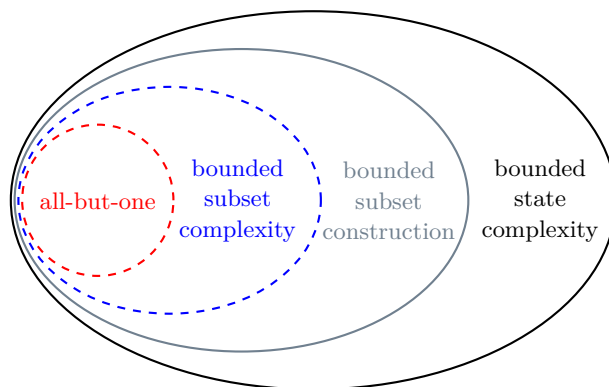 all-but-one
bounded
subset
complexity
bounded
subset
construction
bounded
state
complexity